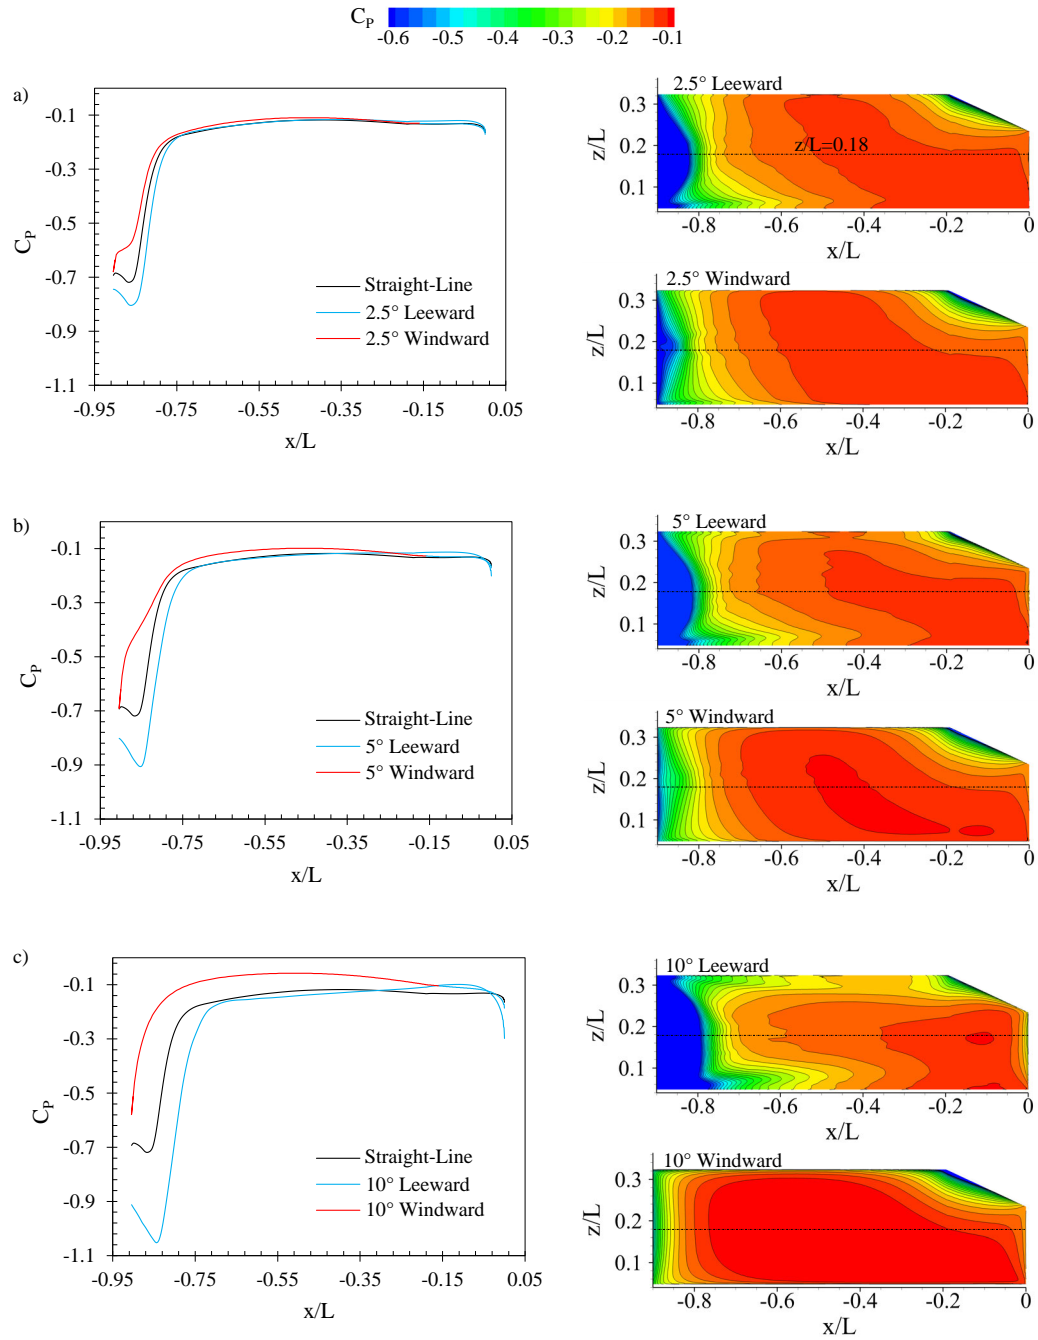 C_P
-0.6 -0.5 -0.4 -0.3 -0.2 -0.1
a)
-0.1
-0.3
-0.5
-0.7
-0.9
-1.1
C_P
-0.95 -0.75 -0.55 -0.35 -0.15 0.05
x/L
Straight-Line
2.5° Leeward
2.5° Windward
2.5° Leeward
z/L=0.18
0.3
0.2
0.1
z/L
-0.8 -0.6 -0.4 -0.2 0
x/L
2.5° Windward
0.3
0.2
0.1
z/L
-0.8 -0.6 -0.4 -0.2 0
x/L
b)
-0.1
-0.3
-0.5
-0.7
-0.9
-1.1
C_P
-0.95 -0.75 -0.55 -0.35 -0.15 0.05
x/L
Straight-Line
5° Leeward
5° Windward
5° Leeward
0.3
0.2
0.1
z/L
-0.8 -0.6 -0.4 -0.2 0
x/L
5° Windward
0.3
0.2
0.1
z/L
-0.8 -0.6 -0.4 -0.2 0
x/L
c)
-0.1
-0.3
-0.5
-0.7
-0.9
-1.1
C_P
-0.95 -0.75 -0.55 -0.35 -0.15 0.05
x/L
Straight-Line
10° Leeward
10° Windward
10° Leeward
0.3
0.2
0.1
z/L
-0.8 -0.6 -0.4 -0.2 0
x/L
10° Windward
0.3
0.2
0.1
z/L
-0.8 -0.6 -0.4 -0.2 0
x/L